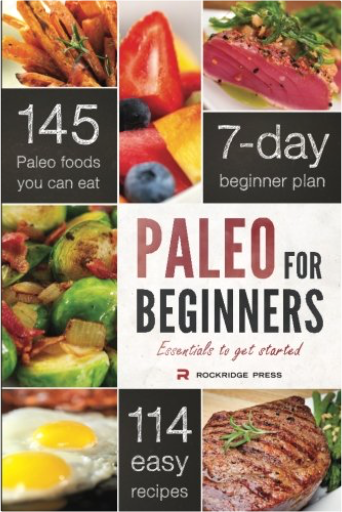 145
Paleo foods
you can eat
7-day
beginner plan
PALEO FOR
BEGINNERS
Essentials to get started
R ROCKRIDGE PRESS
114
easy
recipes